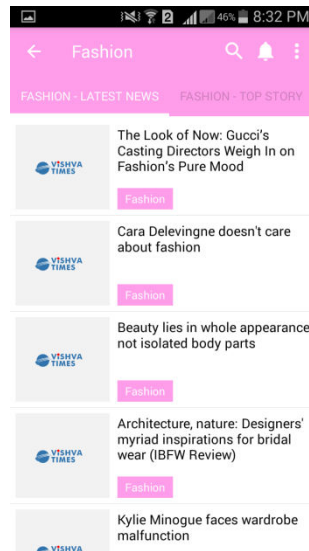 2 46% 8:32 PM
Fashion
FASHION - LATEST NEWS FASHION - TOP STORY
The Look of Now: Gucci's
Casting Directors Weigh In on
Fashion's Pure Mood
VISHVA
TIMES
Fashion
Cara Delevingne doesn't care
about fashion
VISHVA
TIMES
Fashion
Beauty lies in whole appearance
not isolated body parts
VISHVA
TIMES
Fashion
Architecture, nature: Designers'
myriad inspirations for bridal
wear (IBFW Review)
VISHVA
TIMES
Fashion
Kylie Minogue faces wardrobe
malfunction
VISHVA